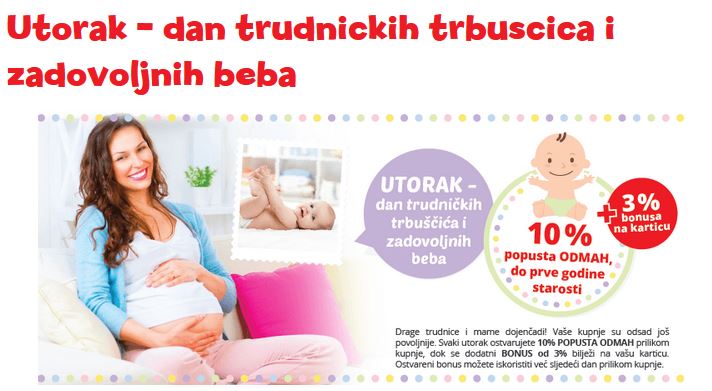 Utorak - dan trudnickih trbuscica i
zadovoljnih beba
UTORAK -
dan trudničkih
trbuščića i
zadovoljnih
beba
10%
popusta ODMAH,
do prve godine
starosti
+ 3%
bonusa
na karticu
Drage trudnice i mame dojenčadi! Vaše kupnje su odsad još
povoljnije. Svaki utorak ostvarujete 10% POPUSTA ODMAH prilikom
kupnje, dok se dodatni BONUS od 3% bilježi na vašu karticu.
Ostvareni bonus možete iskoristiti već sljedeći dan prilikom kupnje.